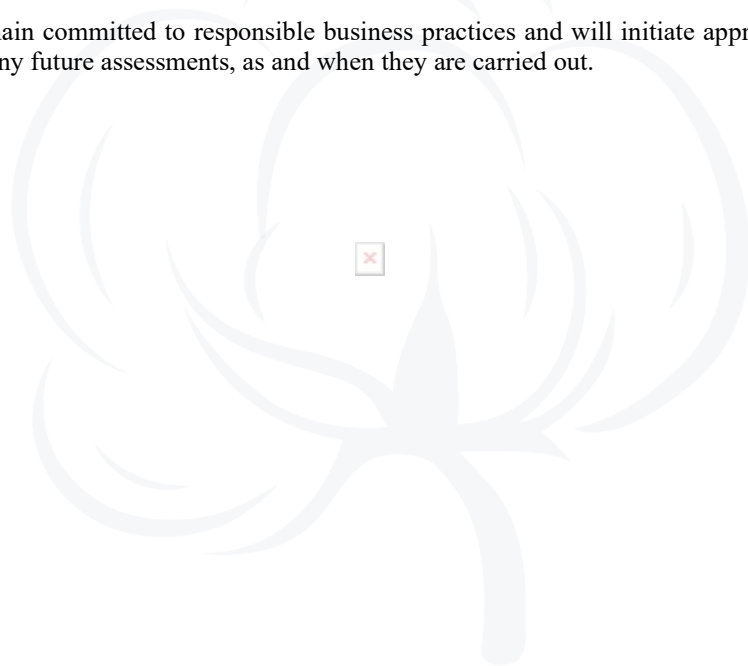 ain committed to responsible business practices and will initiate appr
ny future assessments, as and when they are carried out.